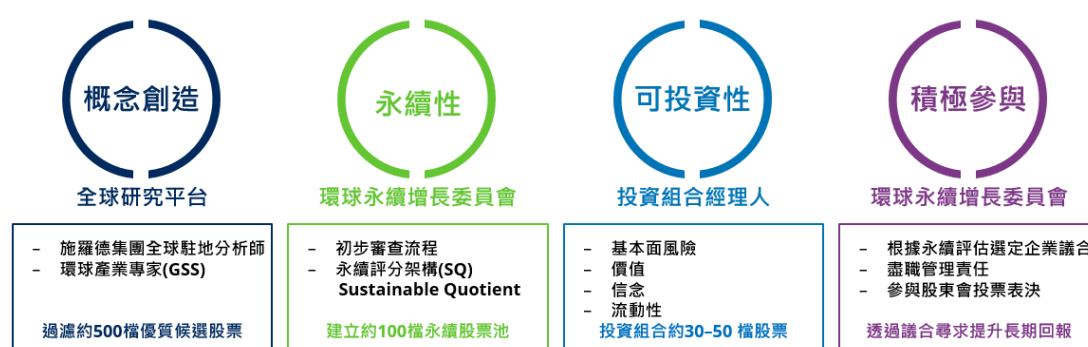 概念創造
全球研究平台
– 施羅德集團全球駐地分析師
– 環球產業專家(GSS)
過濾約500檔優質候選股票
永續性
環球永續增長委員會
– 初步審查流程
– 永續評分架構(SQ)
Sustainable Quotient
建立約100檔永續股票池
可投資性
投資組合經理人
– 基本面風險
– 價值
– 信念
– 流動性
投資組合約30–50 檔股票
積極參與
環球永續增長委員會
– 根據永續評估選定企業議合
– 盡職管理責任
– 參與股東會投票表決
透過議合尋求提升長期回報